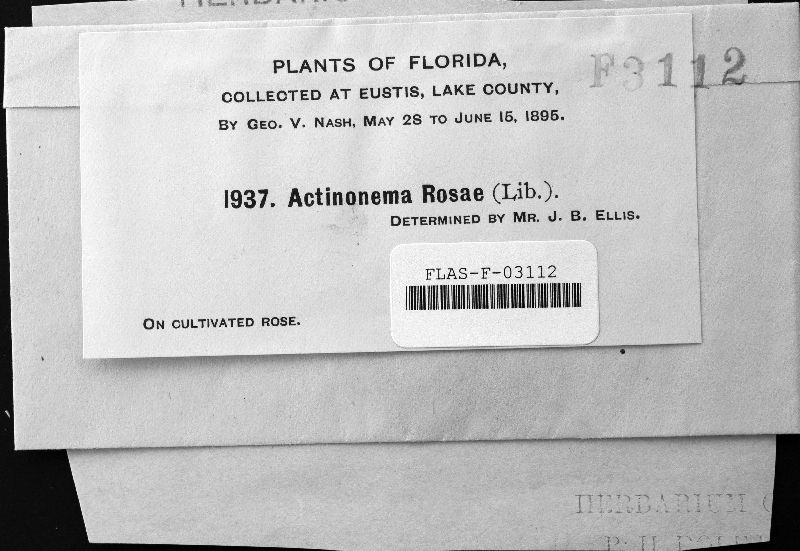 PLANTS OF FLORIDA,
COLLECTED AT EUSTIS, LAKE COUNTY,
BY GEO. V. NASH, MAY 28 TO JUNE 15, 1895.
F3112
1937. Actinonema Rosae (Lib.).
DETERMINED BY MR. J. B. ELLIS.
FLAS-F-03112
ON CULTIVATED ROSE.
HERBARIUM